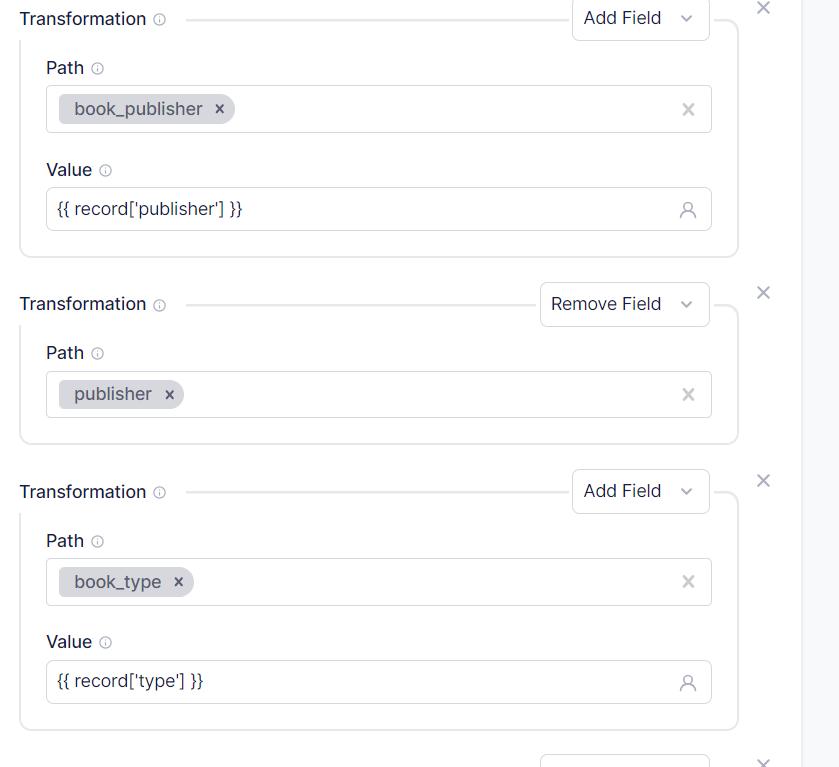 Transformation
Add Field
Path
book_publisher
Value
{{ record['publisher'] }}
Transformation
Remove Field
Path
publisher
Transformation
Add Field
Path
book_type
Value
{{ record['type'] }}